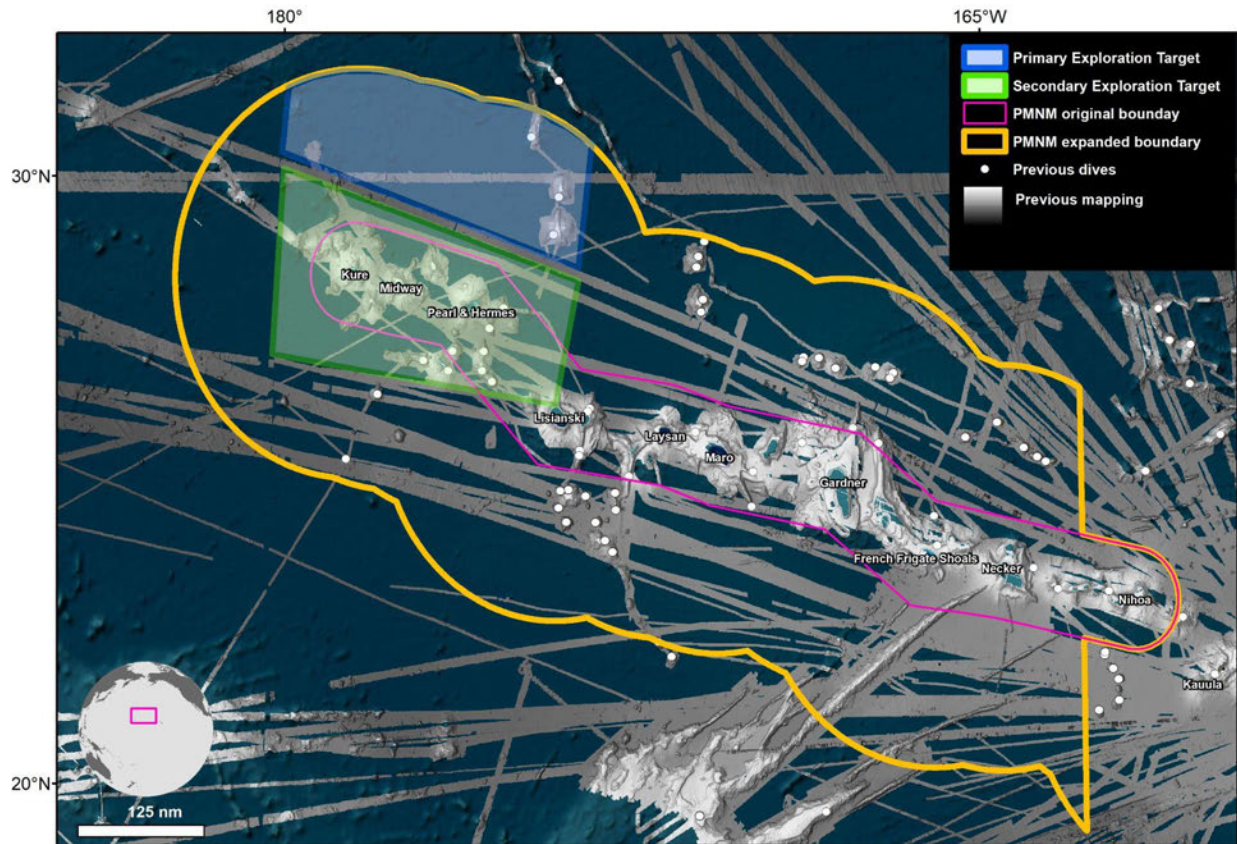 180°
165°W
Primary Exploration Target
Secondary Exploration Target
PMNM original bounday
PMNM expanded boundary
Previous dives
Previous mapping
30°N
Kure
Midway
Pearl & Hermes
Lisianski
Laysan
Maro
Gardner
French Frigate Shoals
Necker
Nihoa
Kauula
20°N
125 nm